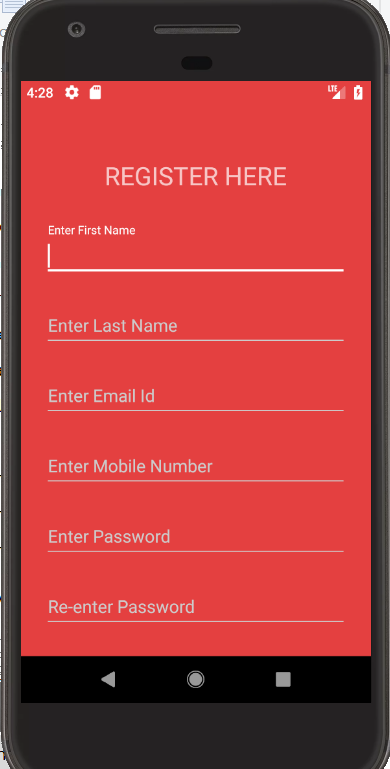 4:28
LTE
REGISTER HERE
Enter First Name
Enter Last Name
Enter Email Id
Enter Mobile Number
Enter Password
Re-enter Password